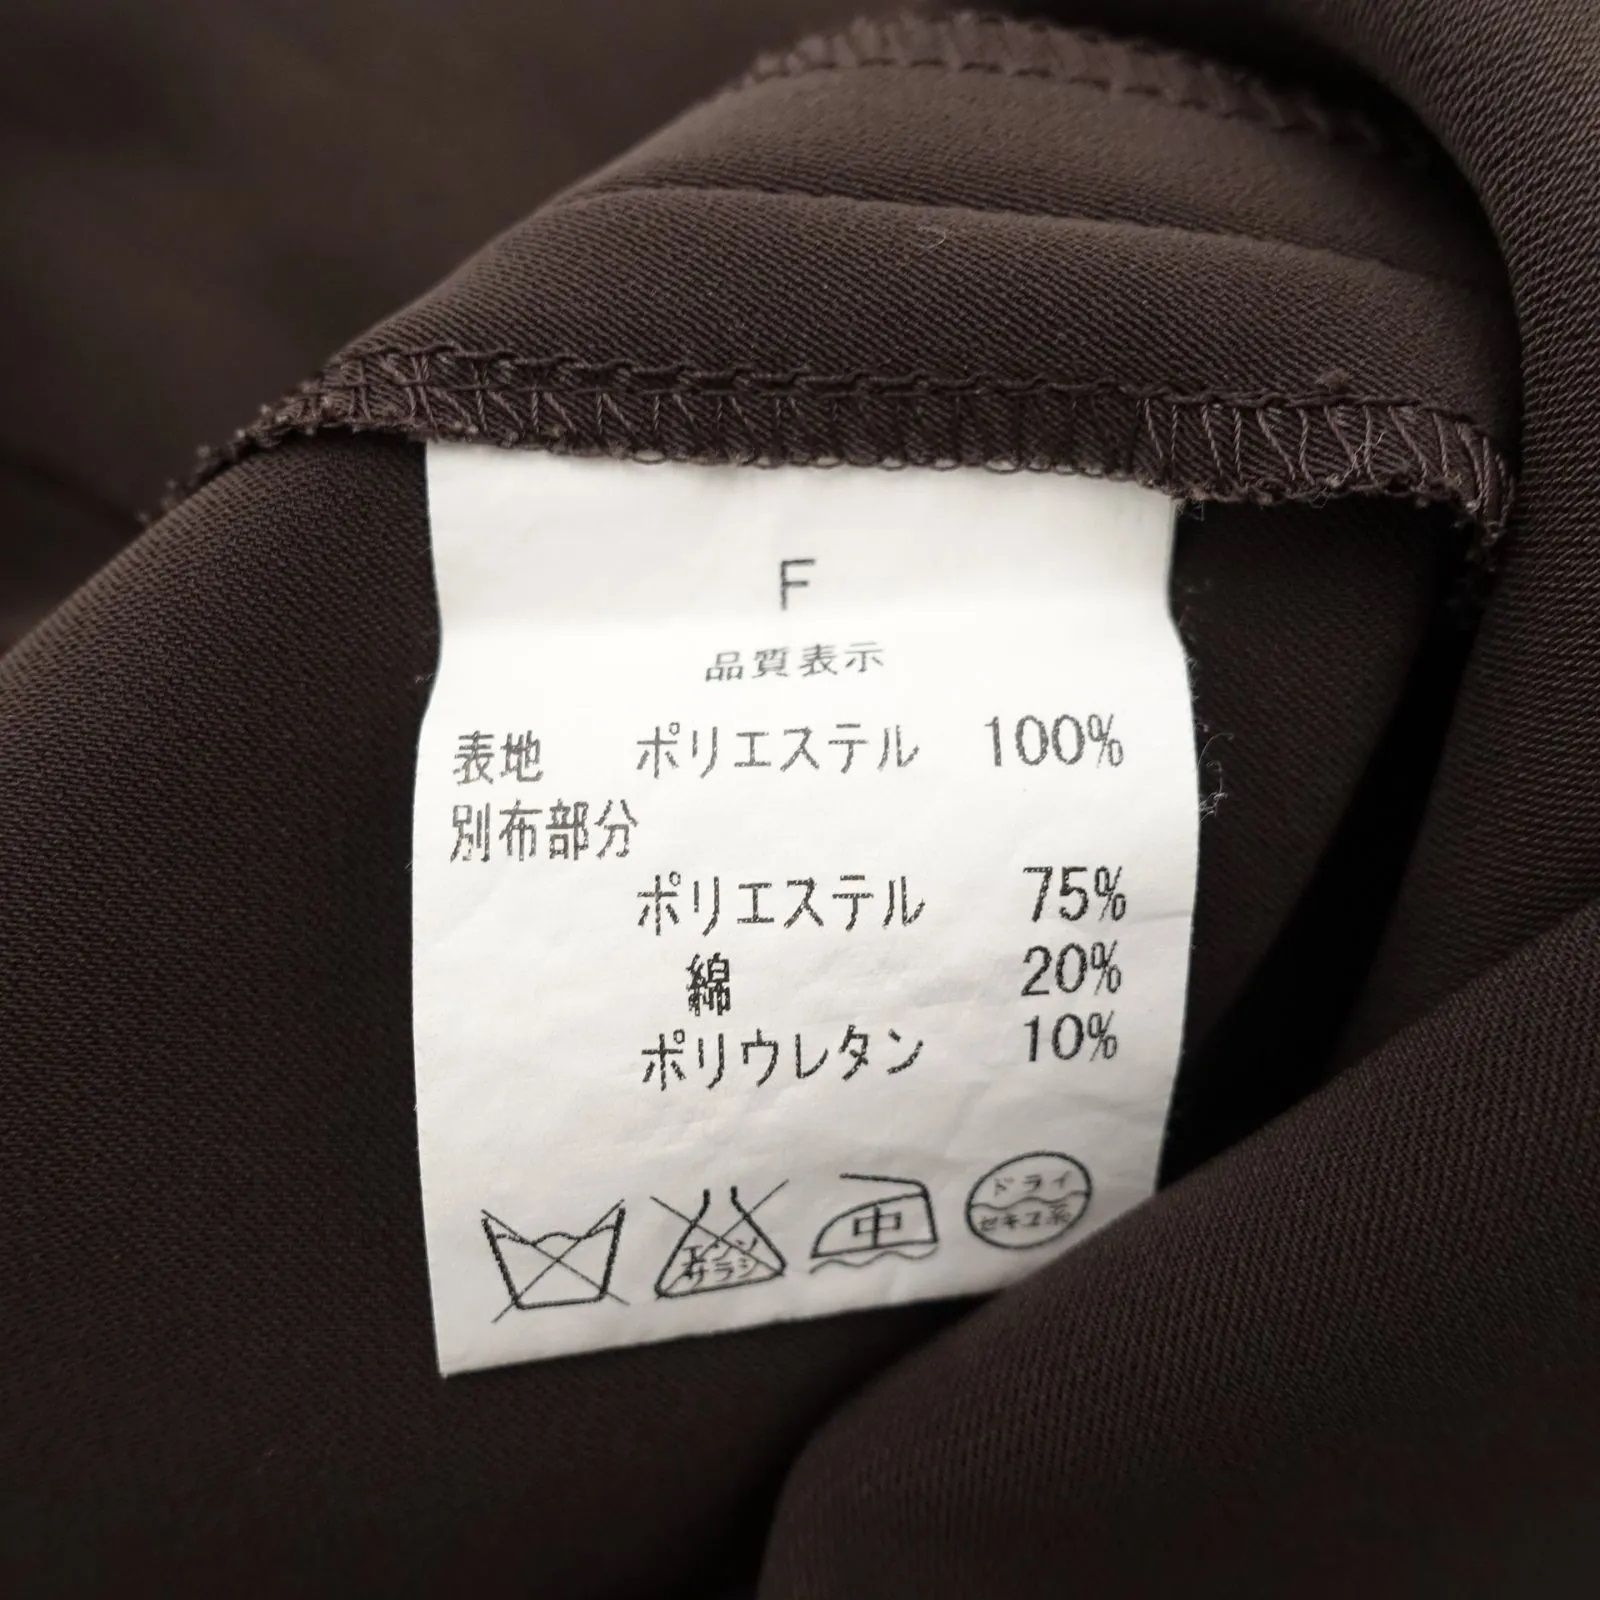 F
品質表示
表地 ポリエステル 100%
別布部分
ポリエステル 75%
綿 20%
ポリウレタン 10%
エンソ サラシ 中 ドライ セキユ系